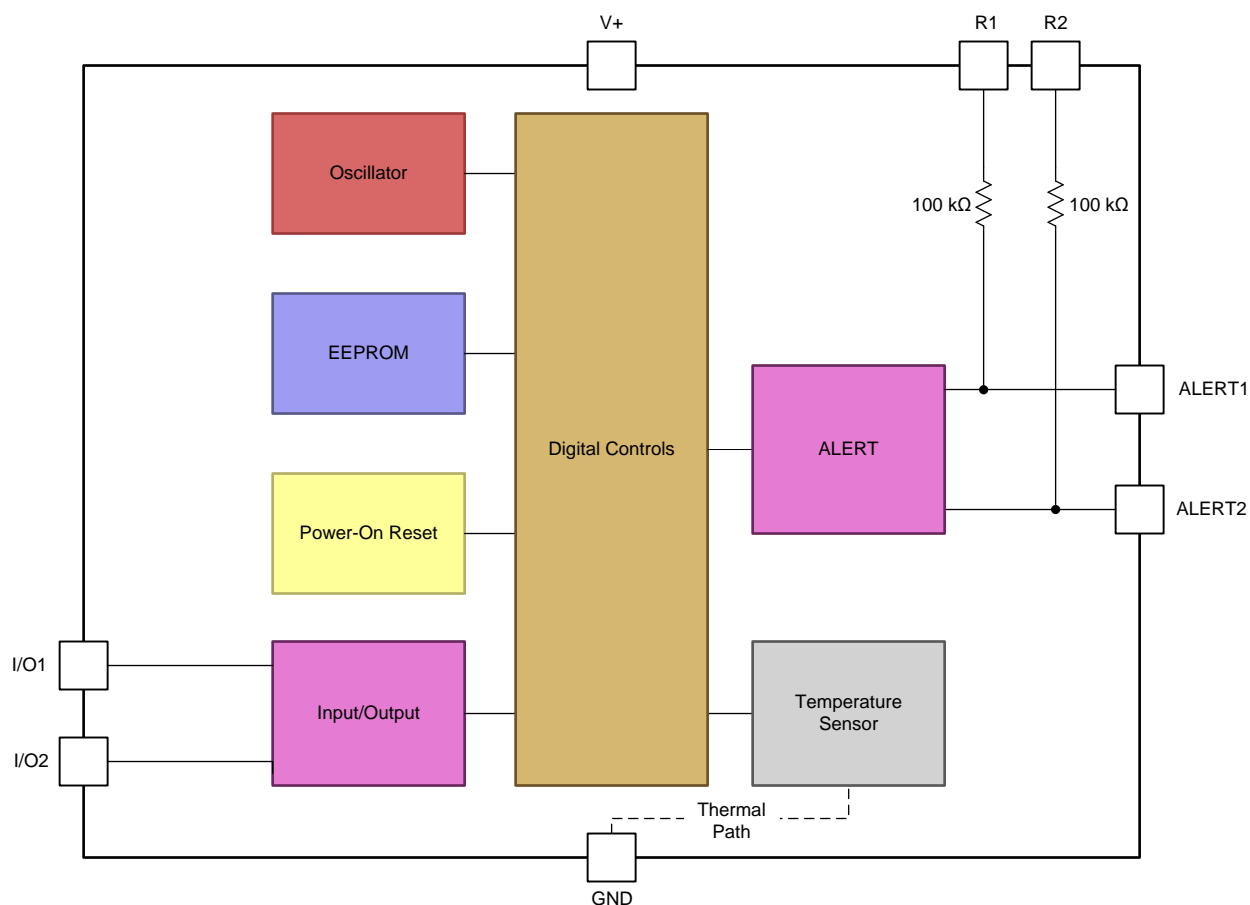 V+
R1
R2
Oscillator
100 kΩ
100 kΩ
EEPROM
ALERT1
Digital Controls
ALERT
ALERT2
Power-On Reset
I/O1
Input/Output
Temperature
Sensor
I/O2
Thermal
Path
GND